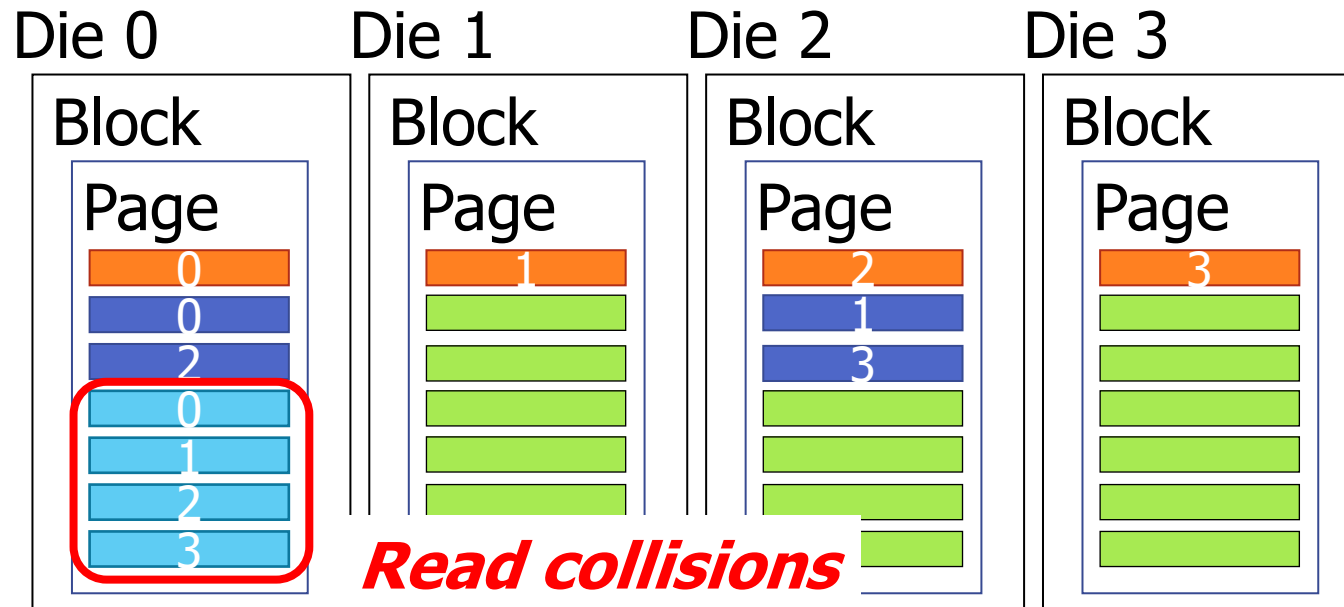 Die 0 Die 1 Die 2 Die 3
Block Block Block Block
Page Page Page Page
0 1 2 3
0 1
2 3
0
1
2
3
Read collisions